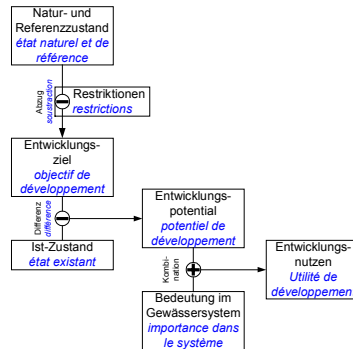 Natur- und
Referenzzustand
état naturel et de
référence
Abzug
soustraction
Restriktionen
restrictions
Entwicklungs-
ziel
objectif de
développement
Differenz
différence
Ist-Zustand
état existant
Entwicklungs-
potential
potentiel de
développement
Kombi-
nation
Bedeutung im
Gewässersystem
importance dans
le système
Entwicklungs-
nutzen
Utilité de
développement